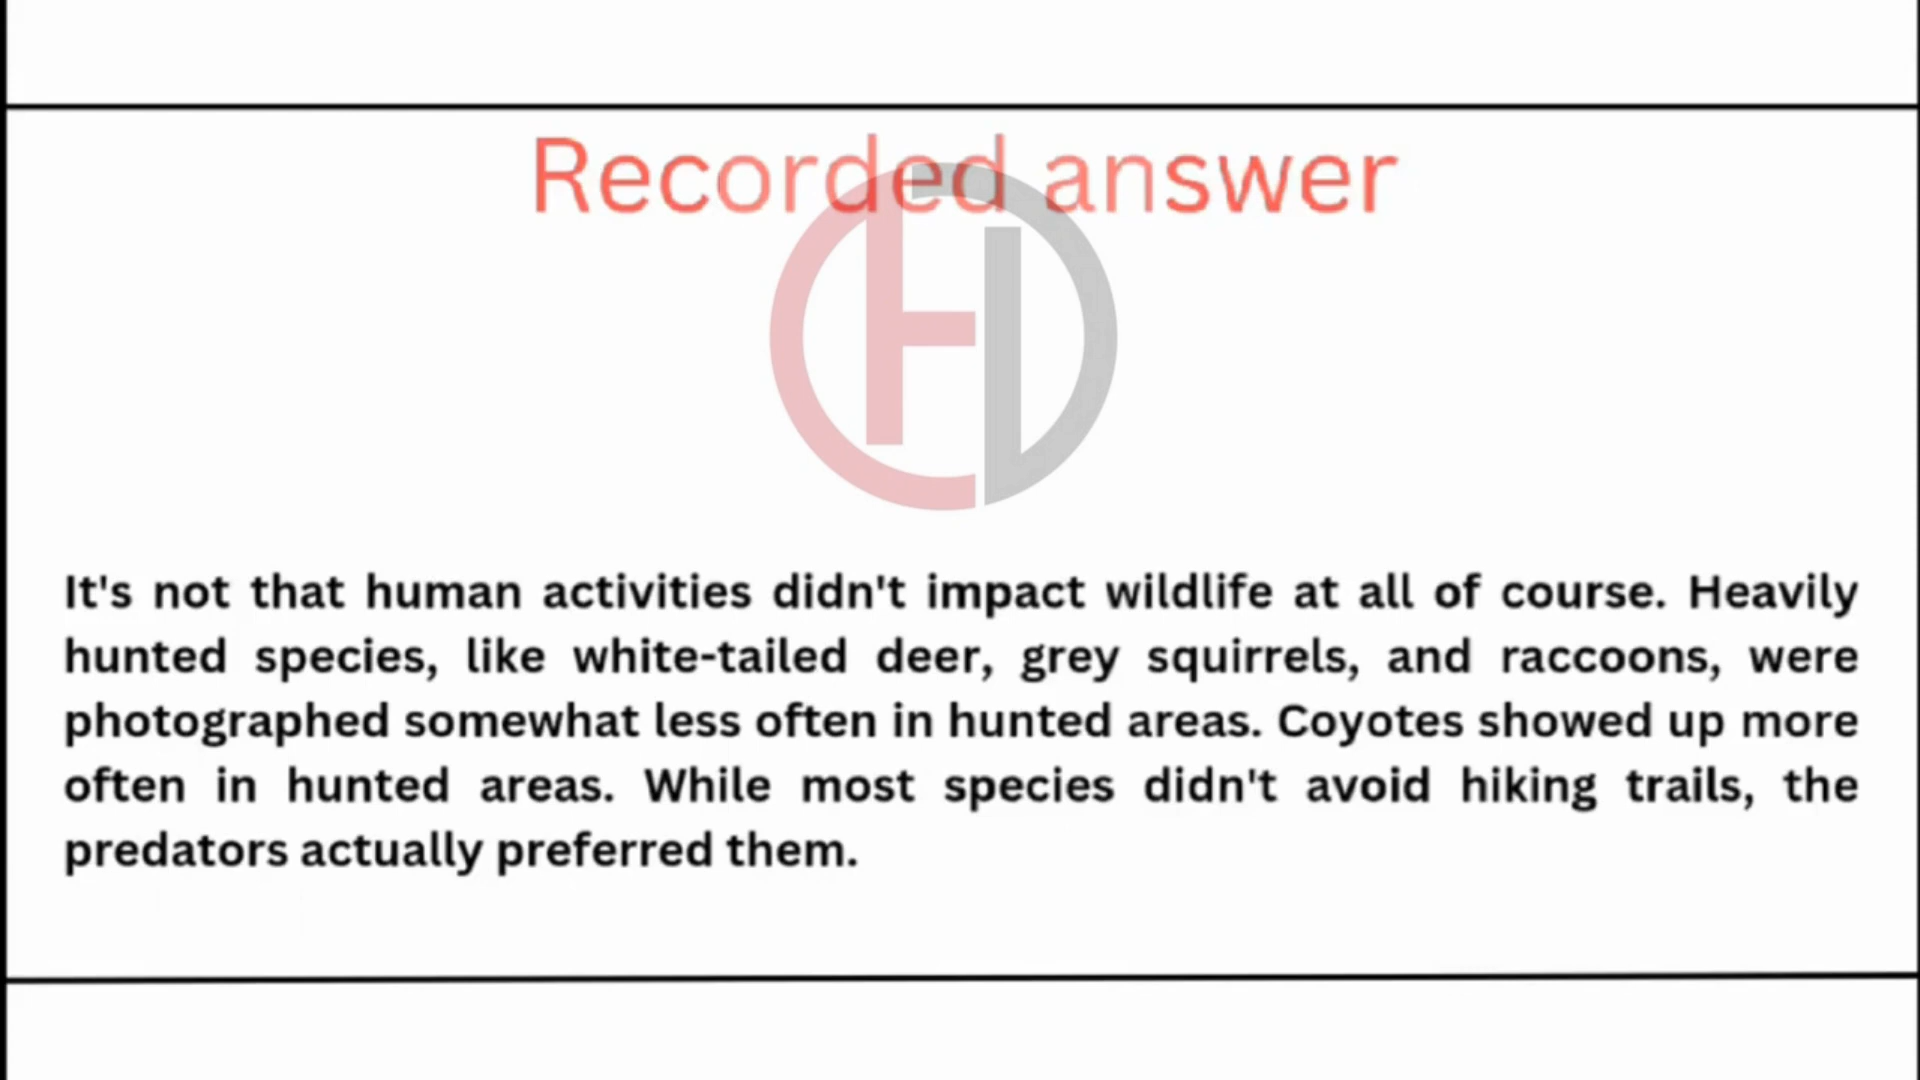 Recorded answer
It's not that human activities didn't impact wildlife at all of course. Heavily
hunted species, like white-tailed deer, grey squirrels, and raccoons, were
photographed somewhat less often in hunted areas. Coyotes showed up more
often in hunted areas. While most species didn't avoid hiking trails, the
predators actually preferred them.